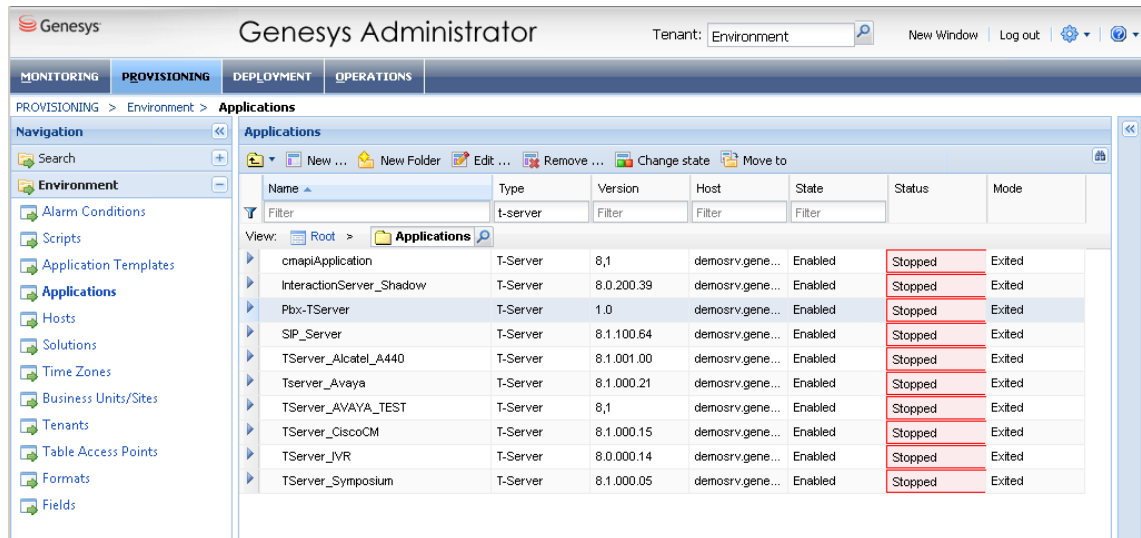 Genesys
Genesys Administrator
Tenant: Environment
New Window | Log out
MONITORING PROVISIONING DEPLOYMENT OPERATIONS
PROVISIONING > Environment > Applications
Navigation
Applications
Search
New ... New Folder Edit ... Remove ... Change state Move to
Environment
Name Type Version Host State Status Mode
Filter t-server Filter Filter Filter
View: Root > Applications
Alarm Conditions
Scripts
Application Templates
Applications
Hosts
Solutions
Time Zones
Business Units/Sites
Tenants
Table Access Points
Formats
Fields
cmapiApplication T-Server 8,1 demosrv.gene... Enabled Stopped Exited
InteractionServer_Shadow T-Server 8.0.200.39 demosrv.gene... Enabled Stopped Exited
Pbx-TServer T-Server 1.0 demosrv.gene... Enabled Stopped Exited
SIP_Server T-Server 8.1.100.64 demosrv.gene... Enabled Stopped Exited
TServer_Alcatel_A440 T-Server 8.1.001.00 demosrv.gene... Enabled Stopped Exited
Tserver_Avaya T-Server 8.1.000.21 demosrv.gene... Enabled Stopped Exited
TServer_AVAYA_TEST T-Server 8,1 demosrv.gene... Enabled Stopped Exited
TServer_CiscoCM T-Server 8.1.000.15 demosrv.gene... Enabled Stopped Exited
TServer_IVR T-Server 8.0.000.14 demosrv.gene... Enabled Stopped Exited
TServer_Symposium T-Server 8.1.000.05 demosrv.gene... Enabled Stopped Exited